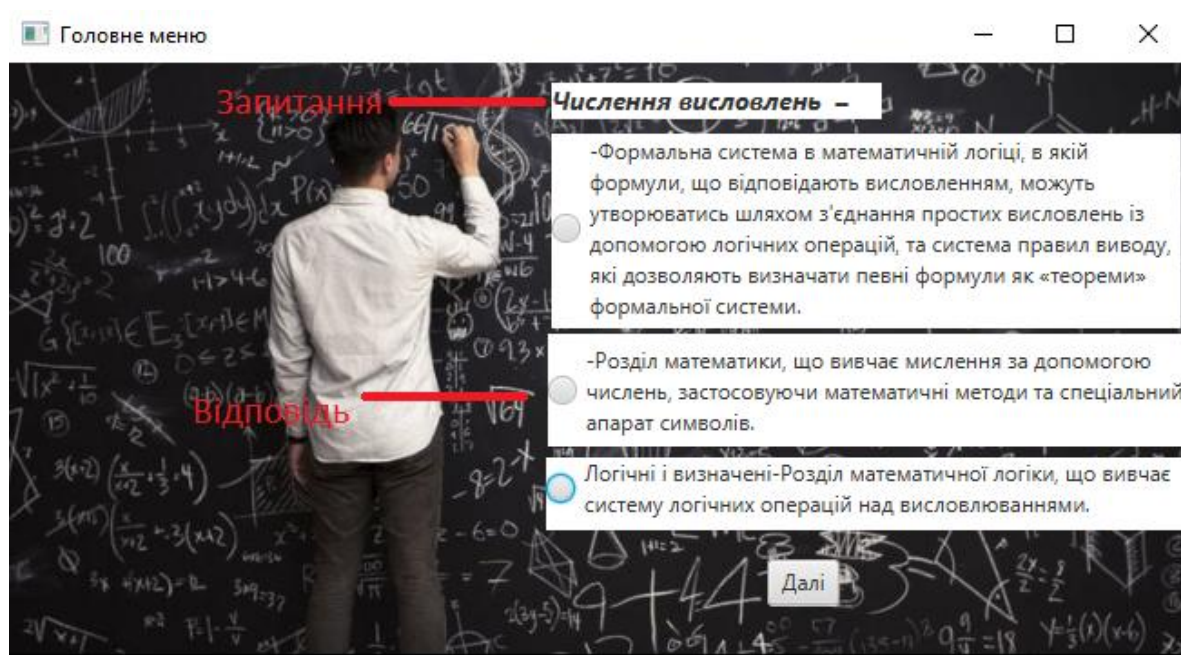 Головне меню
Запитання
Числення висловлень –
-Формальна система в математичній логіці, в якій
формули, що відповідають висловленням, можуть
утворюватись шляхом з'єднання простих висловлень із
допомогою логічних операцій, та система правил виводу,
які дозволяють визначати певні формули як «теореми»
формальної системи.
Відповідь
-Розділ математики, що вивчає мислення за допомогою
числень, застосовуючи математичні методи та спеціальний
апарат символів.
Логічні і визначені-Розділ математичної логіки, що вивчає
систему логічних операцій над висловлюваннями.
Далі